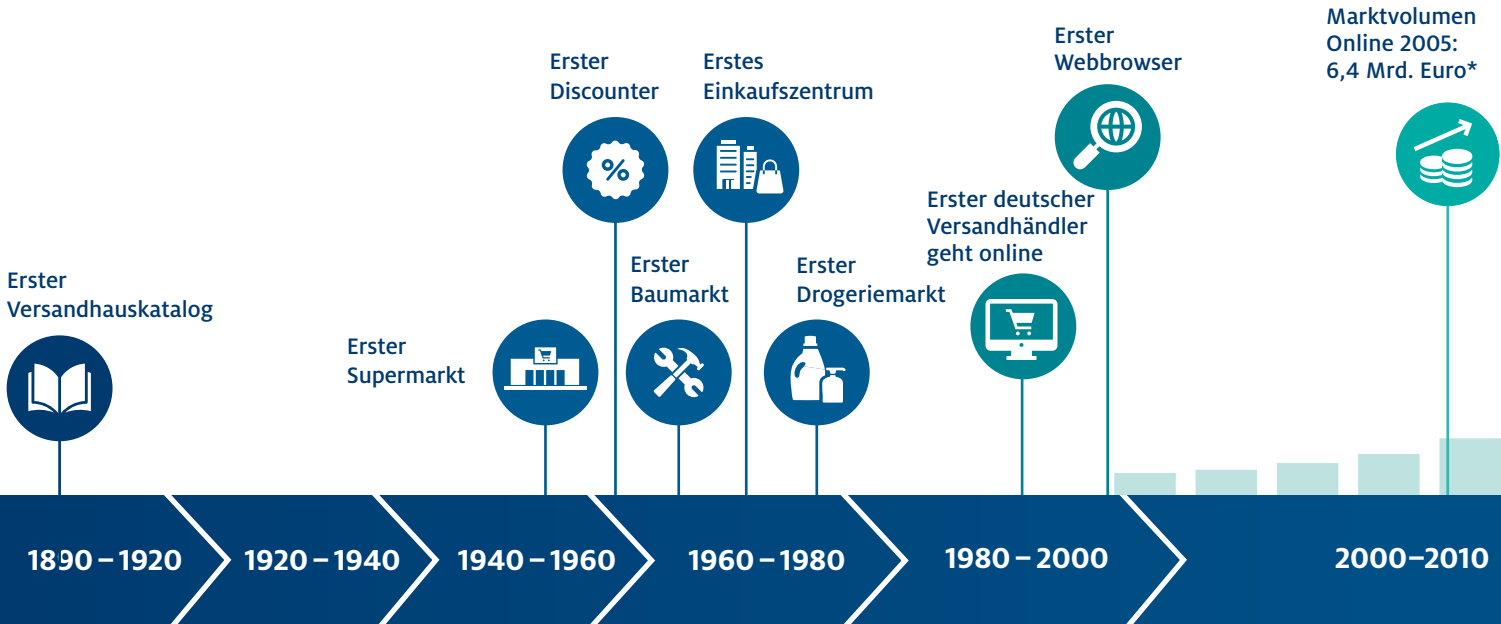 Erster
Versandhauskatalog
Erster
Supermarkt
Erster
Discounter
Erster
Baumarkt
Erstes
Einkaufszentrum
Erster
Drogeriemarkt
Erster deutscher
Versandhändler
geht online
Erster
Webbrowser
Marktvolumen
Online 2005:
6,4 Mrd. Euro*
%
1890 – 1920
1920 – 1940
1940 – 1960
1960 – 1980
1980 – 2000
2000–2010